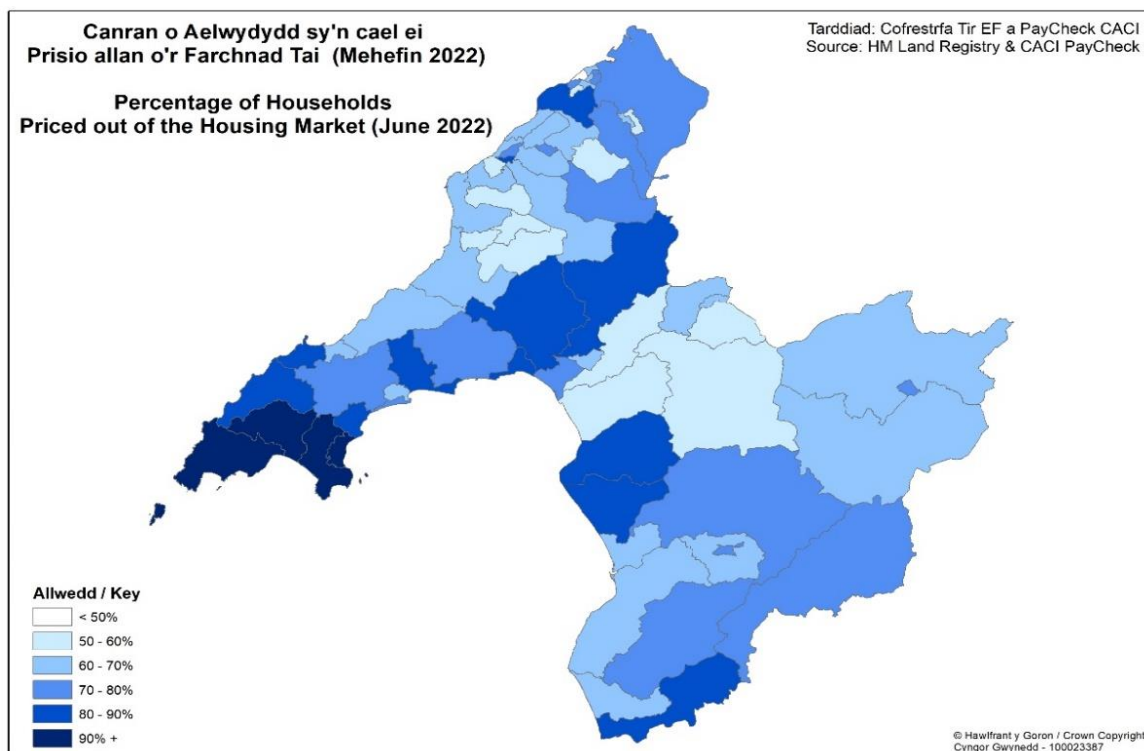 Canran o Aelwydydd sy'n cael ei
Prisio allan o'r Farchnad Tai (Mehefin 2022)
Percentage of Households
Priced out of the Housing Market (June 2022)
Tarddiad: Cofrestrfa Tir EF a PayCheck CACI
Source: HM Land Registry & CACI PayCheck
Allwedd / Key
< 50%
50 - 60%
60 - 70%
70 - 80%
80 - 90%
90% +
© Hawlfrant y Goron / Crown Copyright
Cyngor Gwynedd - 100023387